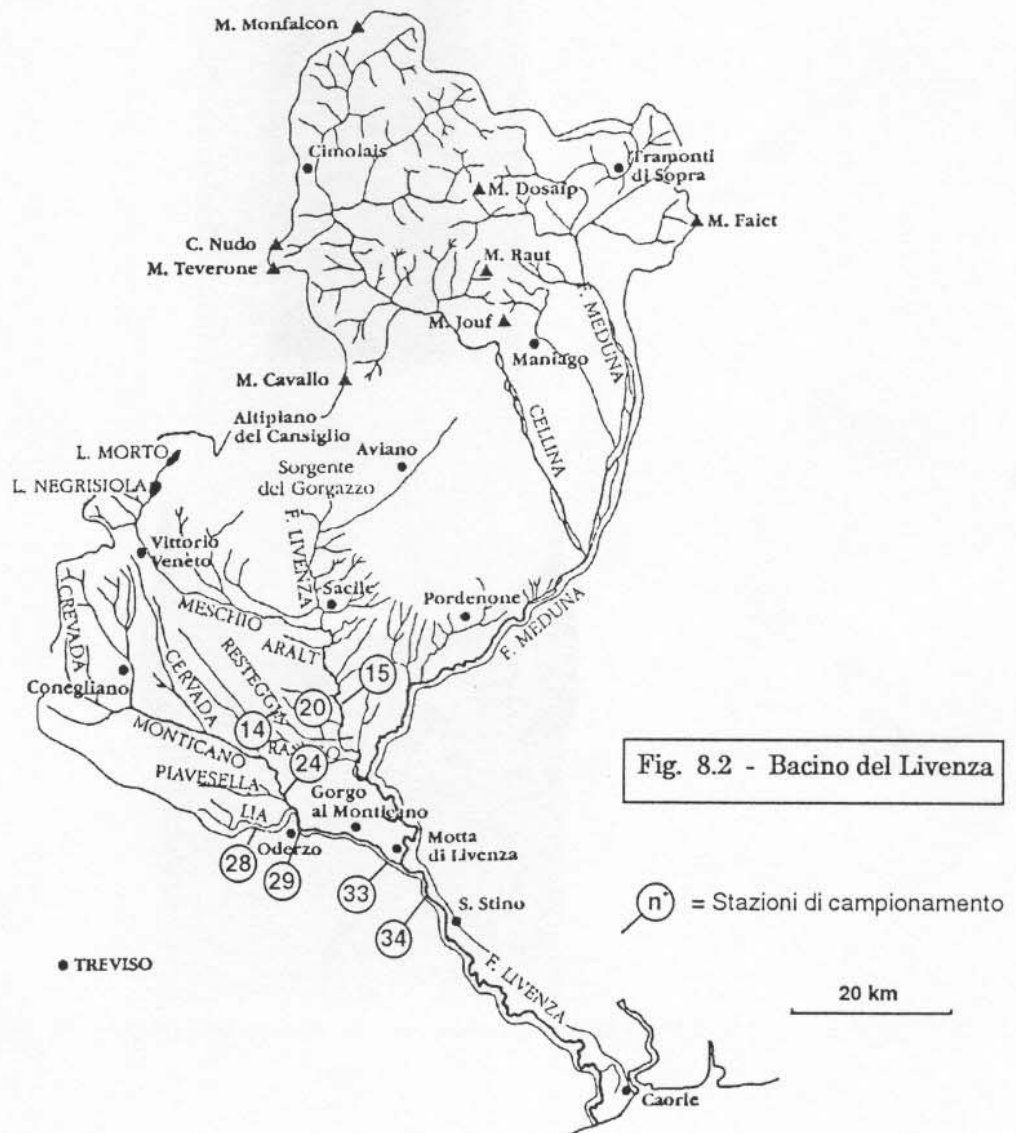 M. Monfalcon
Cimolais
Tramonti
di Sopra
M. Dosaip
M. Faiet
C. Nudo
M. Teverone
M. Raut
F. MEDUNA
M. Jouf
Maniago
M. Cavallo
Altipiano
del Cansiglio
CELLINA
L. MORTO
Aviano
Sorgente
del Gorgazzo
L. NEGRISIOLA
F. LIVENZA
Vittorio
Veneto
Sacile
Pordenone
CREVADA
MESCHIO
F. MEDUNA
ARALT
RESTEGGE
CERVADA
15
Conegliano
20
14
MONTICANO
24
PIAVESELLA
Fig. 8.2 - Bacino del Livenza
Gorgo
al Monticano
LIA
Motta
di Livenza
Oderzo
28
29
33
n° = Stazioni di campionamento
S. Stino
34
TREVISO
F. LIVENZA
20 km
Caorle